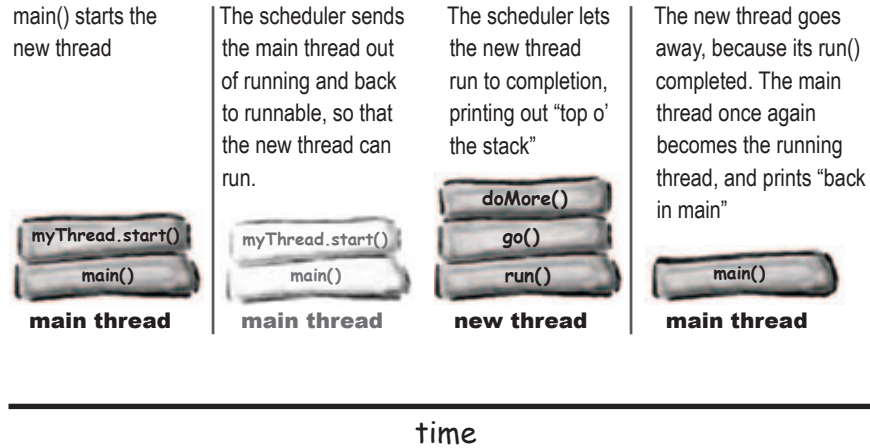 main() starts the
new thread
The scheduler sends
the main thread out
of running and back
to runnable, so that
the new thread can
run.
The scheduler lets
the new thread
run to completion,
printing out “top o’
the stack”
The new thread goes
away, because its run()
completed. The main
thread once again
becomes the running
thread, and prints “back
in main”
myThread.start()
main()
main thread
myThread.start()
main()
main thread
doMore()
go()
run()
new thread
main()
main thread
time